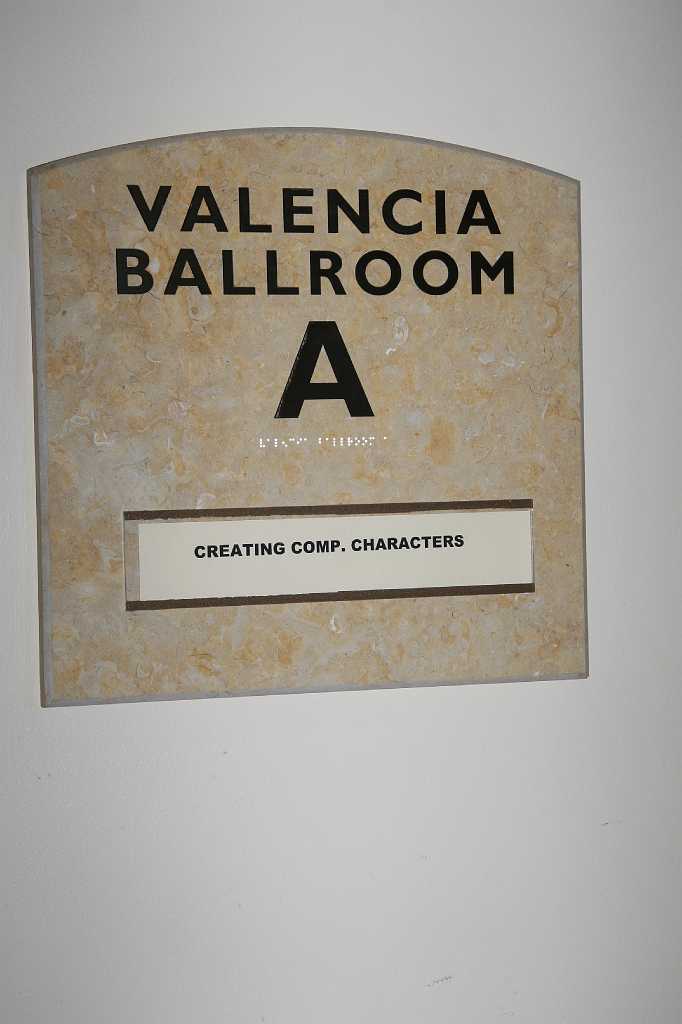 VALENCIA
BALLROOM
A
CREATING COMP. CHARACTERS